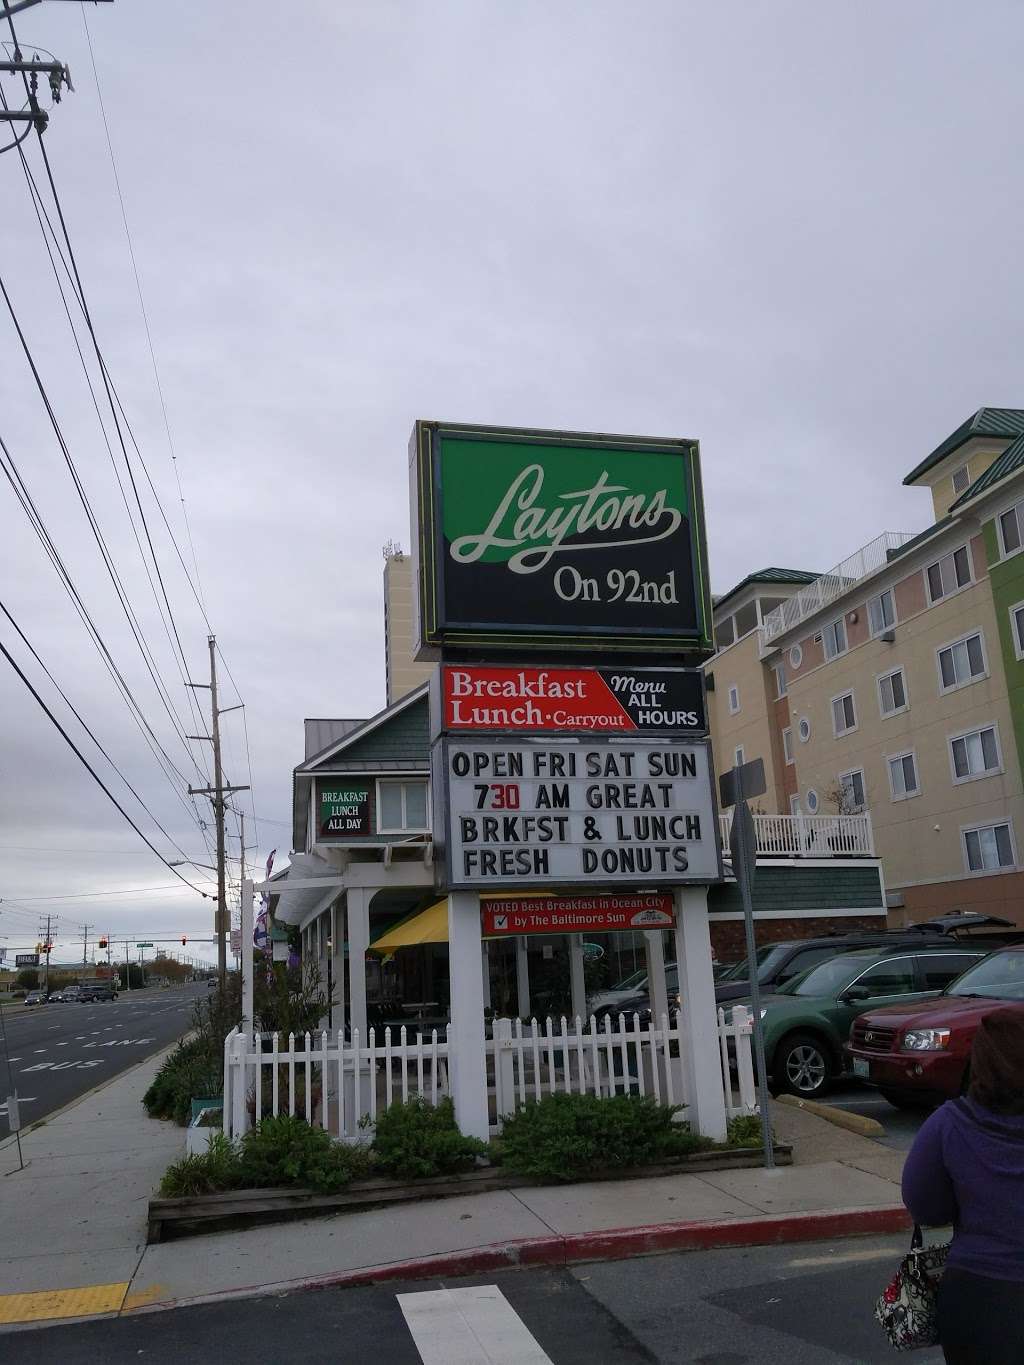 Laytons
On 92nd
Breakfast
Lunch · Carryout
Menu
ALL
HOURS
OPEN FRI SAT SUN
730 AM GREAT
BRKFST & LUNCH
FRESH DONUTS
BREAKFAST
LUNCH
ALL DAY
VOTED Best Breakfast in Ocean City
by The Baltimore Sun
LANE
BUS